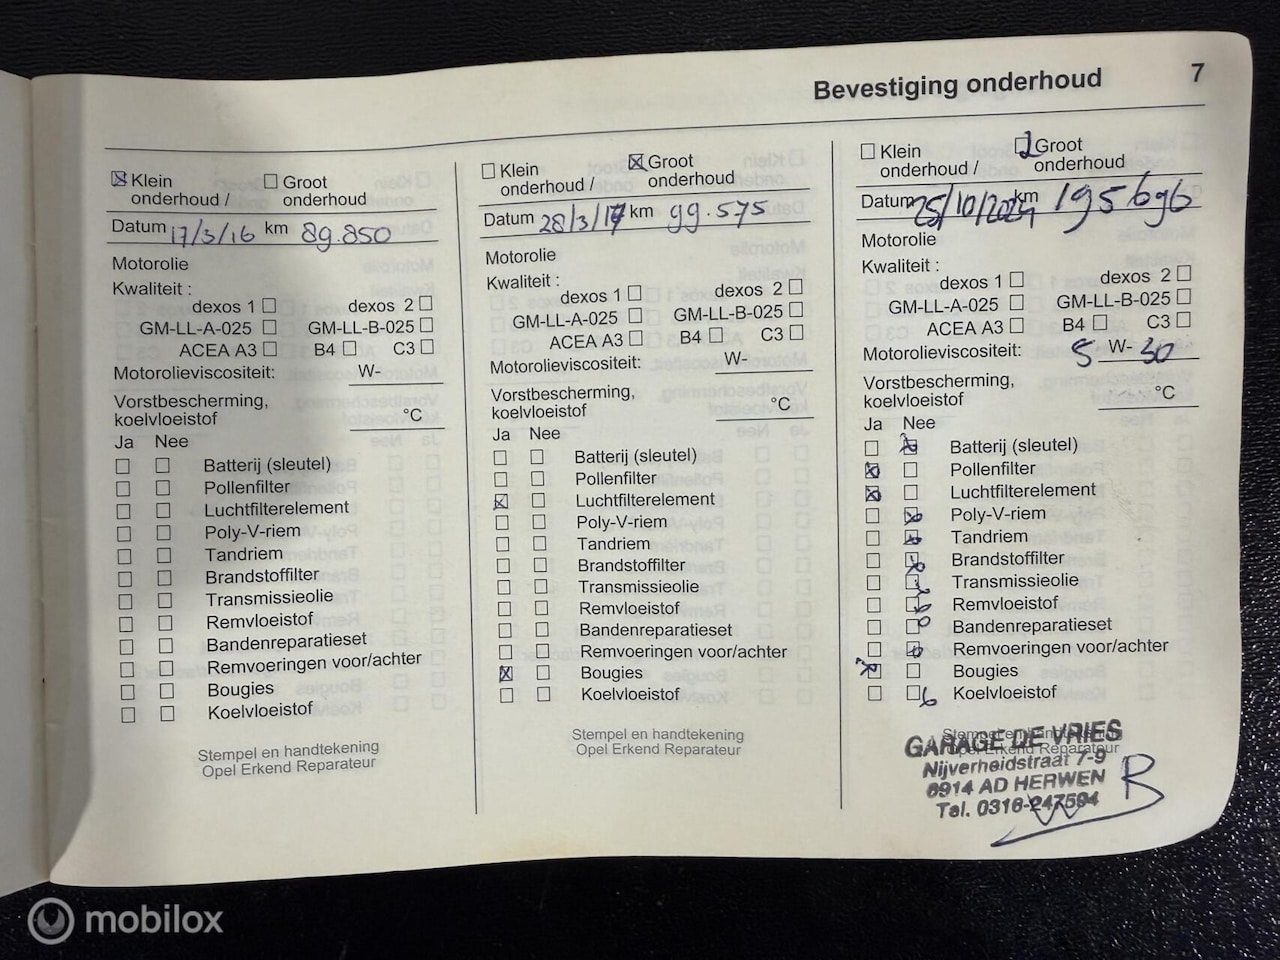 Bevestiging onderhoud 7
☒ Klein onderhoud / ☐ Groot onderhoud
Datum 17/3/16 km 89.850
Motorolie
Kwaliteit :
dexos 1 ☐ dexos 2 ☐
GM-LL-A-025 ☐ GM-LL-B-025 ☐
ACEA A3 ☐ B4 ☐ C3 ☐
Motorolieviscositeit: W-
Vorstbescherming,
koelvloeistof °C
Ja Nee
☐ ☐ Batterij (sleutel)
☐ ☐ Pollenfilter
☐ ☐ Luchtfilterelement
☐ ☐ Poly-V-riem
☐ ☐ Tandriem
☐ ☐ Brandstoffilter
☐ ☐ Transmissieolie
☐ ☐ Remvloeistof
☐ ☐ Bandenreparatieset
☐ ☐ Remvoeringen voor/achter
☐ ☐ Bougies
☐ ☐ Koelvloeistof
Stempel en handtekening
Opel Erkend Reparateur
☐ Klein onderhoud / ☒ Groot onderhoud
Datum 28/3/17 km 99.575
Motorolie
Kwaliteit :
dexos 1 ☐ dexos 2 ☐
GM-LL-A-025 ☐ GM-LL-B-025 ☐
ACEA A3 ☐ B4 ☐ C3 ☐
Motorolieviscositeit: W-
Vorstbescherming,
koelvloeistof °C
Ja Nee
☐ ☐ Batterij (sleutel)
☐ ☐ Pollenfilter
☒ ☐ Luchtfilterelement
☐ ☐ Poly-V-riem
☐ ☐ Tandriem
☐ ☐ Brandstoffilter
☐ ☐ Transmissieolie
☐ ☐ Remvloeistof
☐ ☐ Bandenreparatieset
☐ ☐ Remvoeringen voor/achter
☒ ☐ Bougies
☐ ☐ Koelvloeistof
Stempel en handtekening
Opel Erkend Reparateur
☐ Klein onderhoud / ☒ Groot onderhoud
Datum 25/10/2024 km 195696
Motorolie
Kwaliteit :
dexos 1 ☐ dexos 2 ☐
GM-LL-A-025 ☐ GM-LL-B-025 ☐
ACEA A3 ☐ B4 ☐ C3 ☐
Motorolieviscositeit: 5 W- 30
Vorstbescherming,
koelvloeistof °C
Ja Nee
☐ ☒ Batterij (sleutel)
☒ ☐ Pollenfilter
☒ ☐ Luchtfilterelement
☐ ☒ Poly-V-riem
☐ ☒ Tandriem
☐ ☒ Brandstoffilter
☐ ☒ Transmissieolie
☐ ☒ Remvloeistof
☐ ☒ Bandenreparatieset
☐ ☒ Remvoeringen voor/achter
☒ ☐ Bougies
☐ ☒ Koelvloeistof
Stempel en handtekening
Opel Erkend Reparateur
GARAGE DE VRIES
Nijverheidstraat 7-9
6914 AD HERWEN
Tel. 0316-247594
mobilox